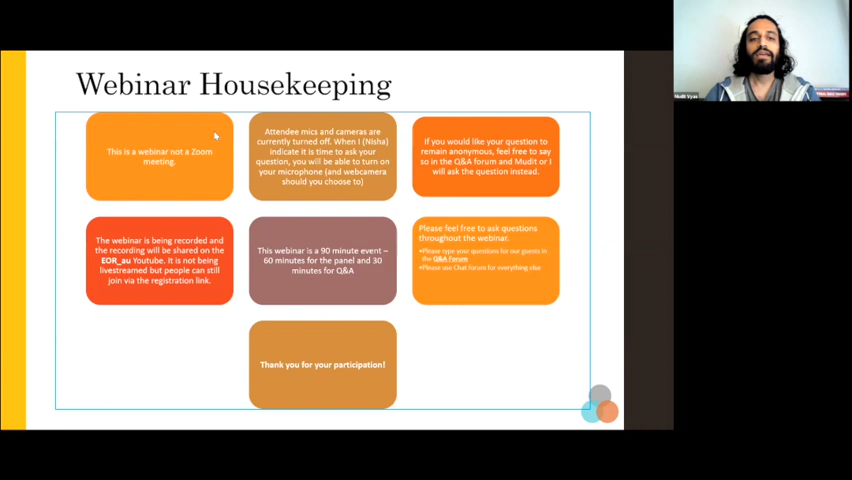 Webinar Housekeeping
This is a webinar not a Zoom
meeting.
Attendee mics and cameras are
currently turned off. When I (Nisha)
indicate it is time to ask your
question, you will be able to turn on
your microphone (and webcamera
should you choose to)
If you would like your question to
remain anonymous, feel free to say
so in the Q&A forum and Mudit or I
will ask the question instead.
The webinar is being recorded and
the recording will be shared on the
EOR_au Youtube. It is not being
livestreamed but people can still
join via the registration link.
This webinar is a 90 minute event –
60 minutes for the panel and 30
minutes for Q&A
Please feel free to ask questions
throughout the webinar.
•Please type your questions for our guests in
the Q&A Forum
•Please use Chat forum for everything else
Thank you for your participation!
Mudit Vyas